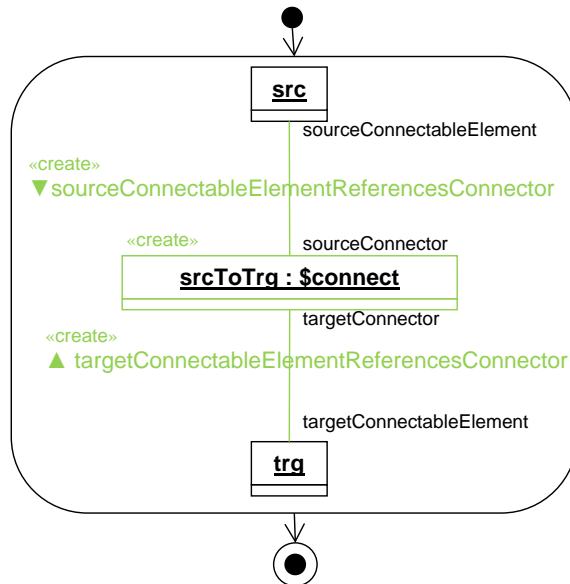 src
sourceConnectableElement
«create»
▼sourceConnectableElementReferencesConnector
«create»
sourceConnector
srcToTrg : $connect
targetConnector
«create»
▲ targetConnectableElementReferencesConnector
targetConnectableElement
trg